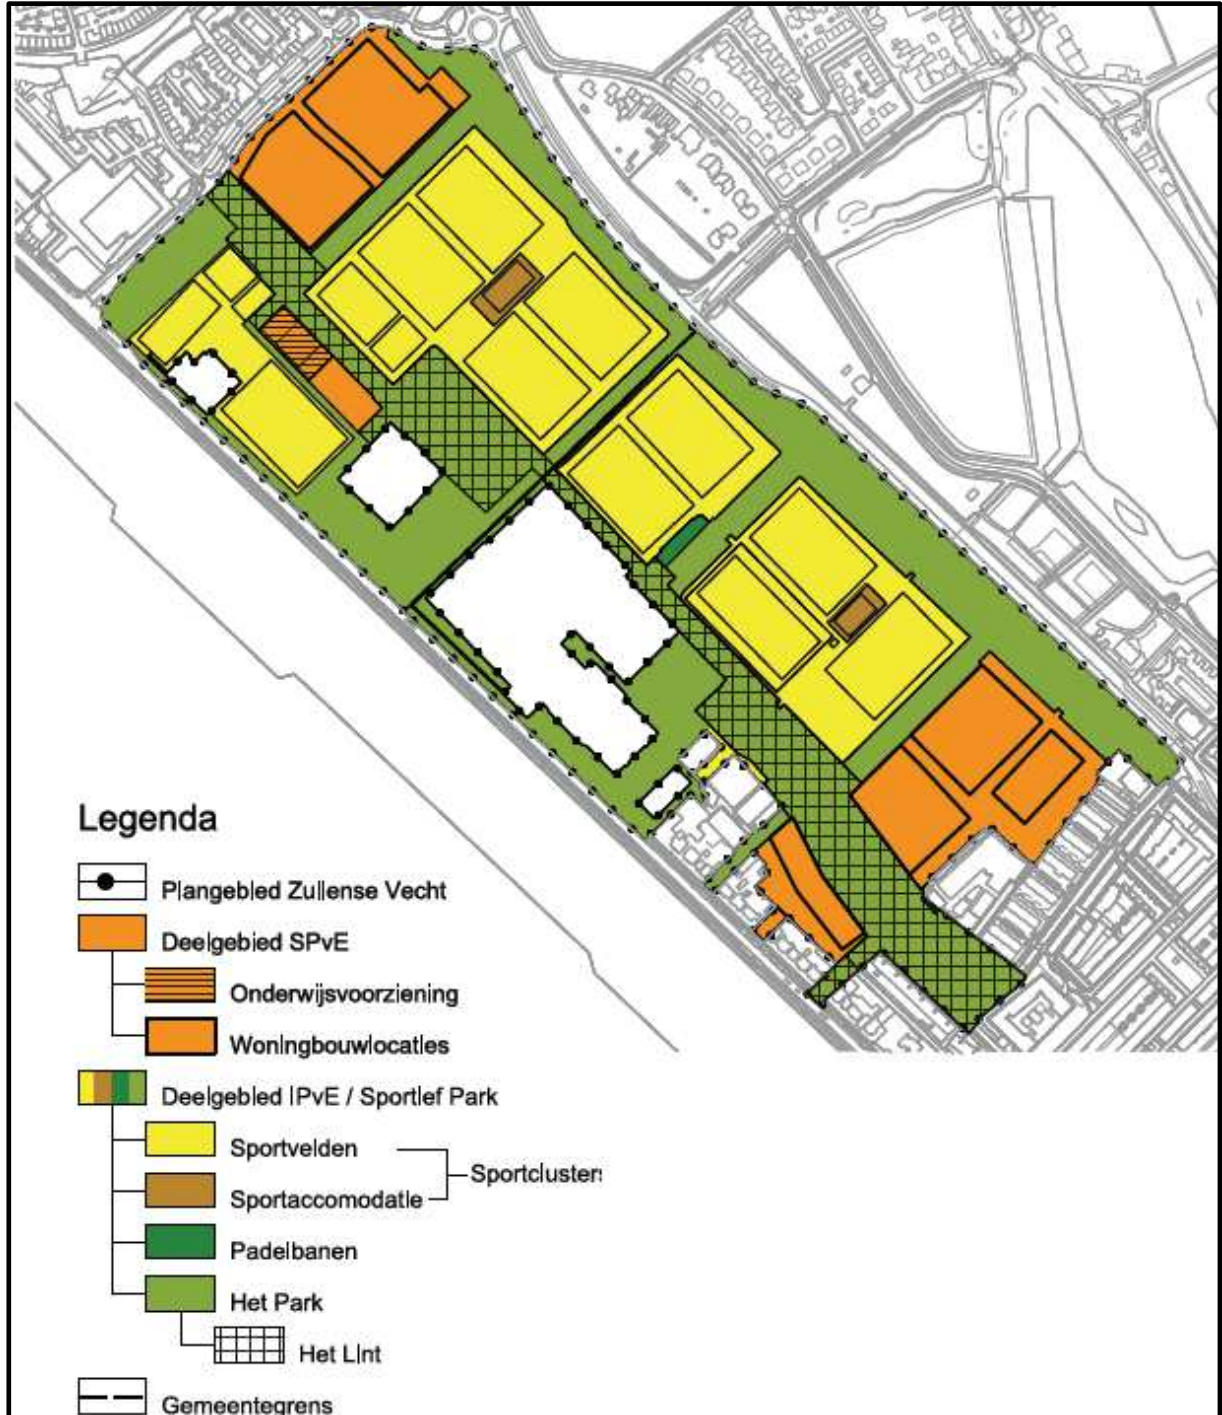 Legenda
Plangebied Zuilense Vecht
Deelgebied SPvE
Onderwijsvoorziening
Woningbouwlocaties
Deelgebied IPvE / Sportief Park
Sportvelden
Sportclusters
Sportaccomodatie
Padelbanen
Het Park
Het Lint
Gemeentegrens